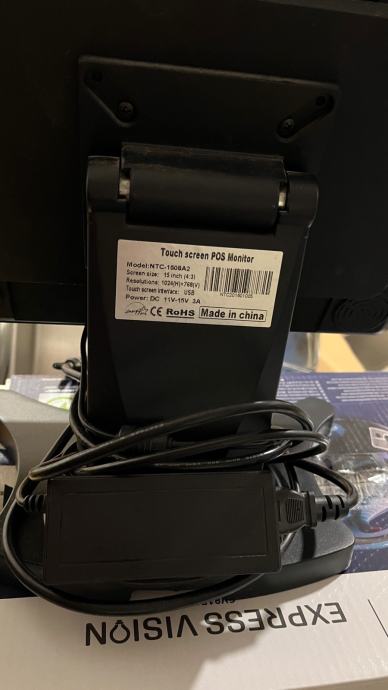 Touch screen POS Monitor
Model:NTC-1508A2
Screen size: 15 inch (4:3)
Resolutions: 1024(H)×768(V)
Touch screen interface: USB
Power: DC 11V-15V 3A
CE RoHS Made in china
EXPRESS VISION